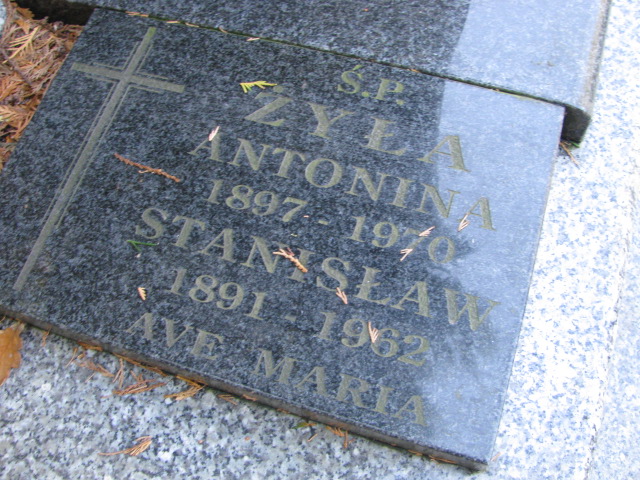 Ś.P.
ŻYŁA
ANTONINA
1897 - 1970
STANISŁAW
1891 - 1962
AVE MARIA